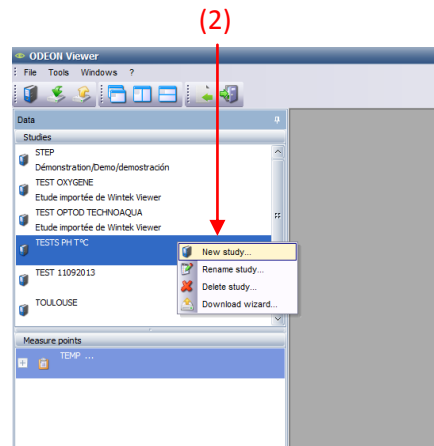 (2)
ODEON Viewer
File Tools Windows ?
Data
Studies
STEP
Démonstration/Demo/demostración
TEST OXYGENE
Etude importée de Wintek Viewer
TEST OPTOD TECHNOAQUA
Etude importée de Wintek Viewer
TESTS PH T°C
New study...
Rename study...
TEST 11092013
Delete study...
Download wizard...
TOULOUSE
Measure points
TEMP ...